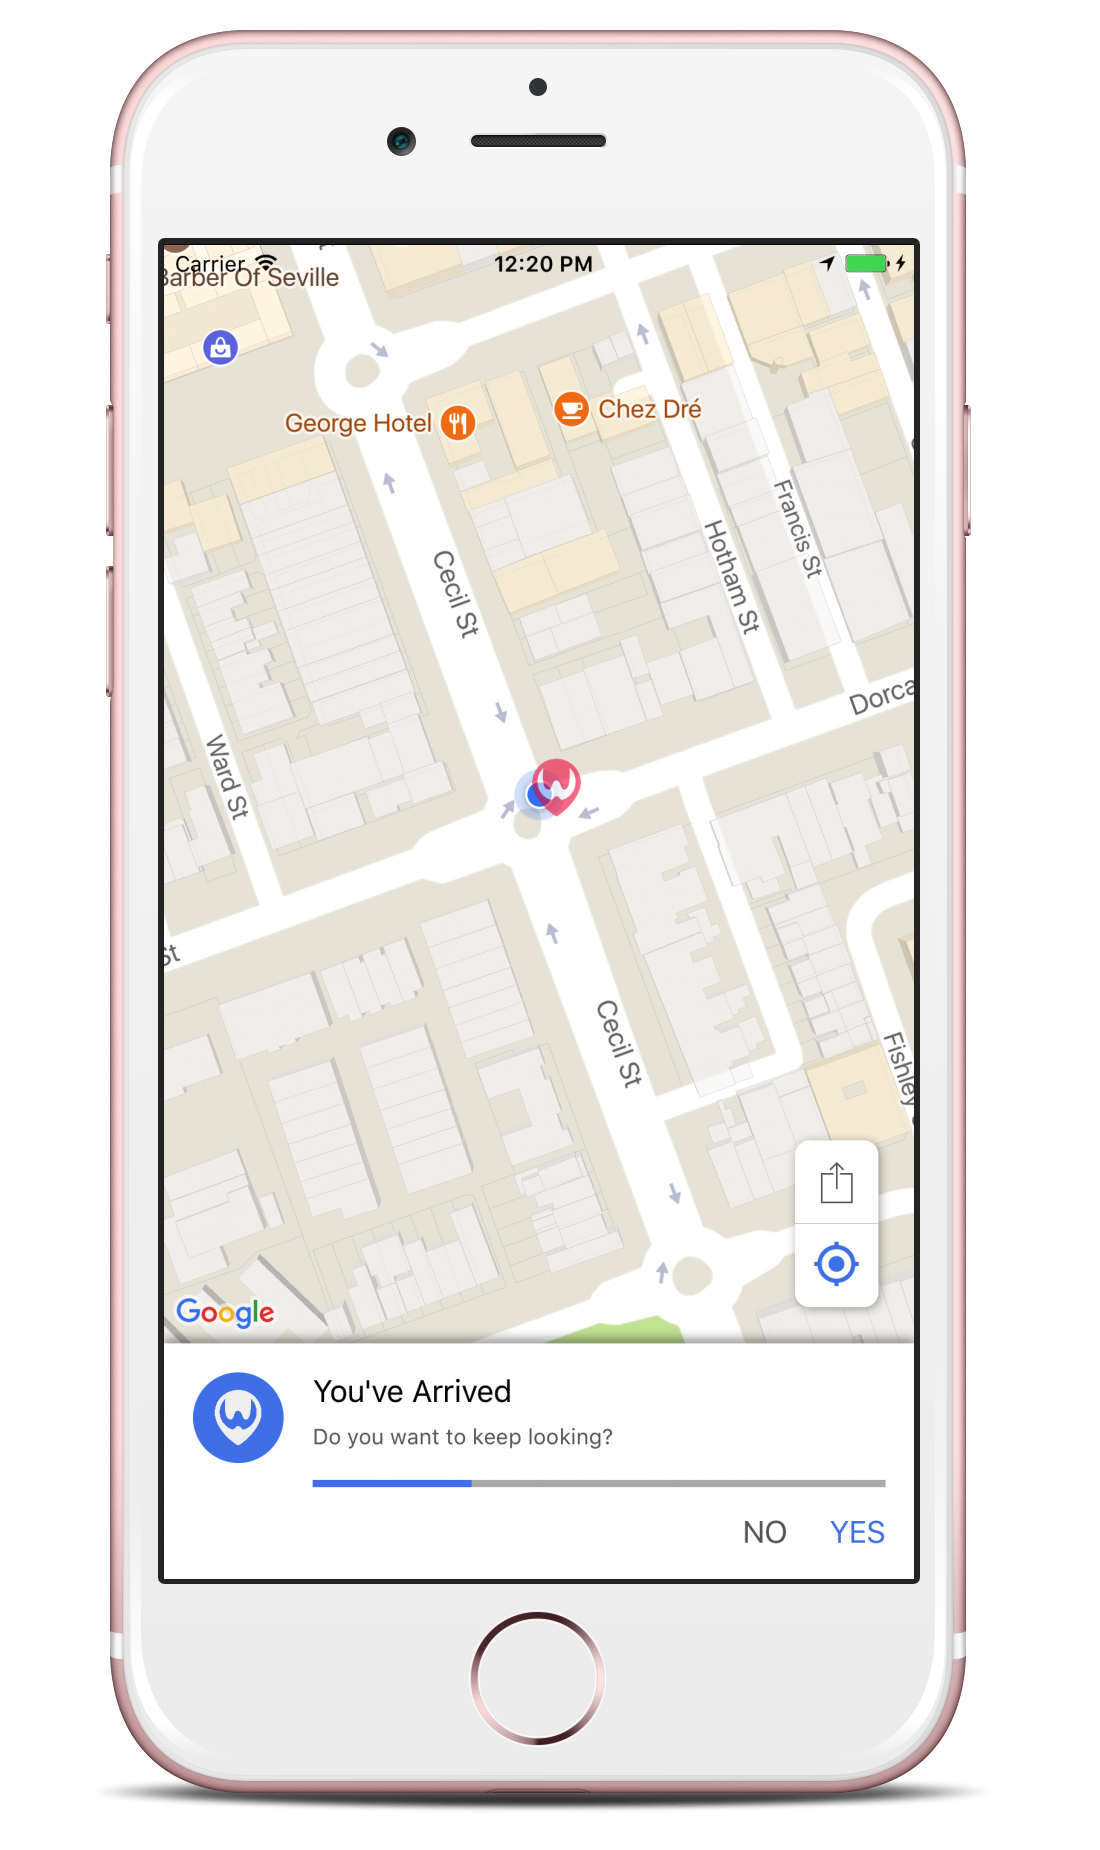 Carrier
12:20 PM
Barber Of Seville
George Hotel
Chez Dré
Francis St
Hotham St
Cecil St
Dorca
Ward St
St
Cecil St
Fishley
Google
You've Arrived
Do you want to keep looking?
NO YES